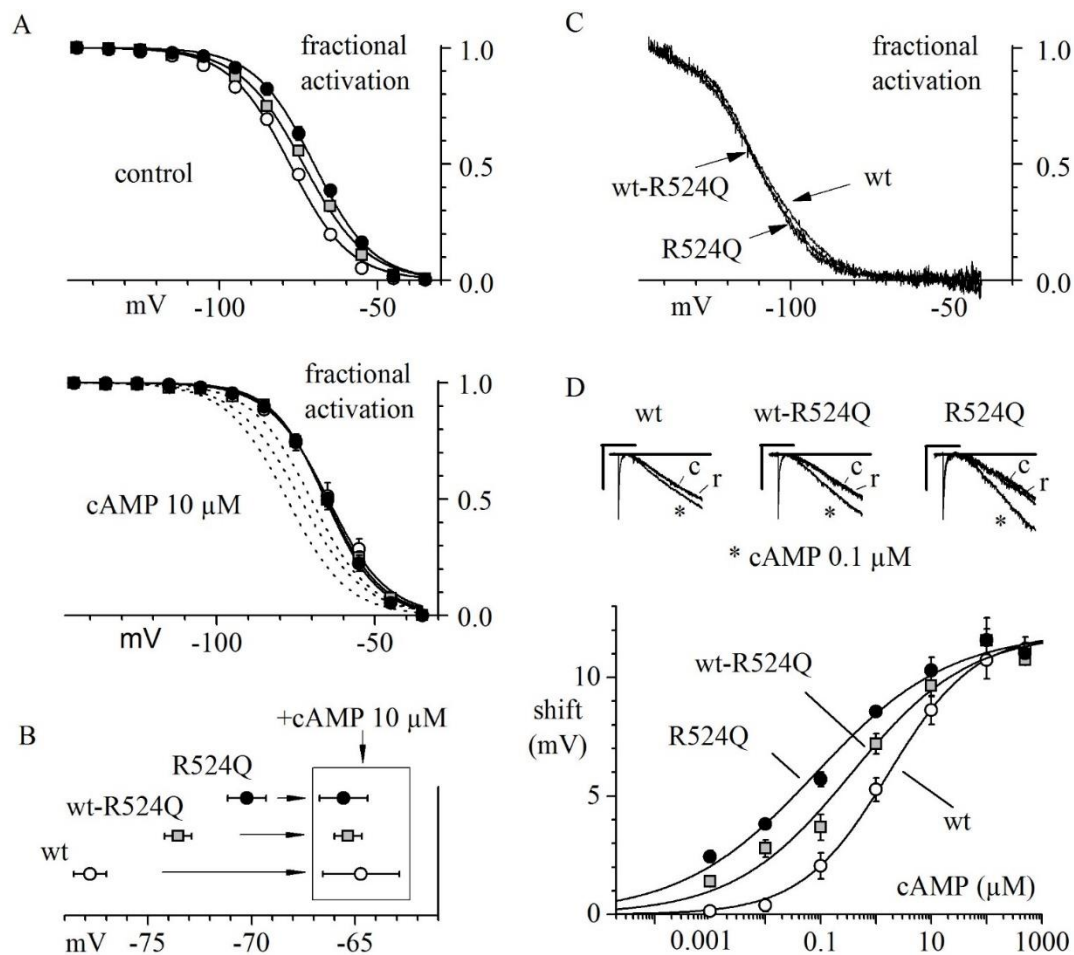 A
fractional
activation
1.0
0.5
0.0
control
mV
-100
-50
fractional
activation
1.0
0.5
0.0
cAMP 10 µM
mV
-100
-50
B
+cAMP 10 µM
R524Q
wt-R524Q
wt
mV
-75
-70
-65
C
fractional
activation
1.0
0.5
0.0
wt-R524Q
wt
R524Q
mV
-100
-50
D
wt
wt-R524Q
R524Q
c
r
*
c
r
*
c
r
*
* cAMP 0.1 µM
shift
(mV)
10
5
0
wt-R524Q
R524Q
wt
cAMP (µM)
0.001
0.1
10
1000